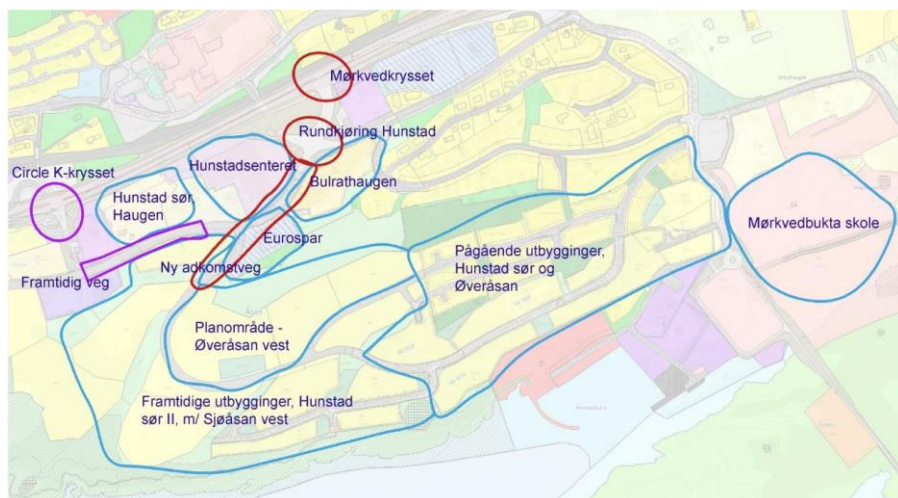 Mørkvedkrysset
Rundkjøring Hunstad
Hunstadsenteret
Circle K-krysset
Bulrathaugen
Hunstad sør,
Haugen
Mørkvedbukta skole
Eurospar
Pågående utbygginger,
Hunstad sør og
Øveråsan
Ny adkomstveg
Framtidig veg
Planområde -
Øveråsan vest
Framtidige utbygginger, Hunstad
sør II, m/ Sjøåsan vest